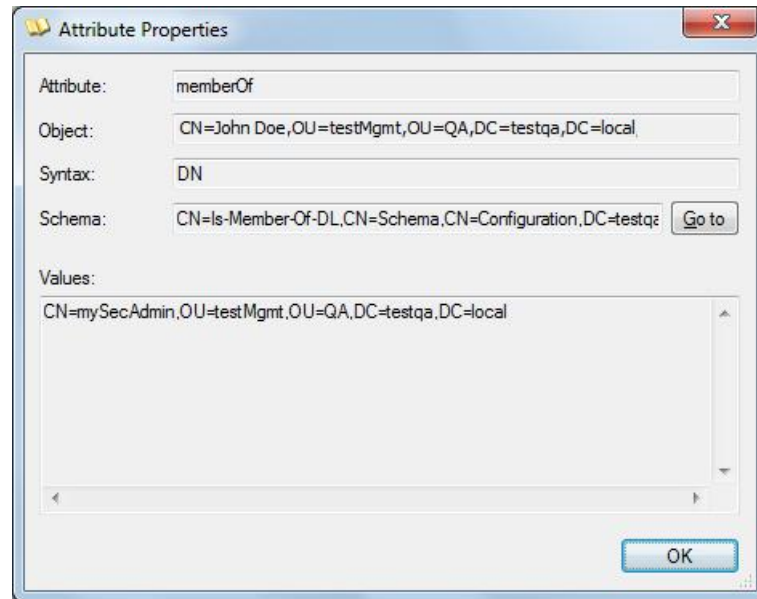 Attribute Properties
Attribute: memberOf
Object: CN=John Doe,OU=testMgmt,OU=QA,DC=testqa,DC=local
Syntax: DN
Schema: CN=Is-Member-Of-DL,CN=Schema,CN=Configuration,DC=testqa Go to
Values:
CN=mySecAdmin,OU=testMgmt,OU=QA,DC=testqa,DC=local
OK